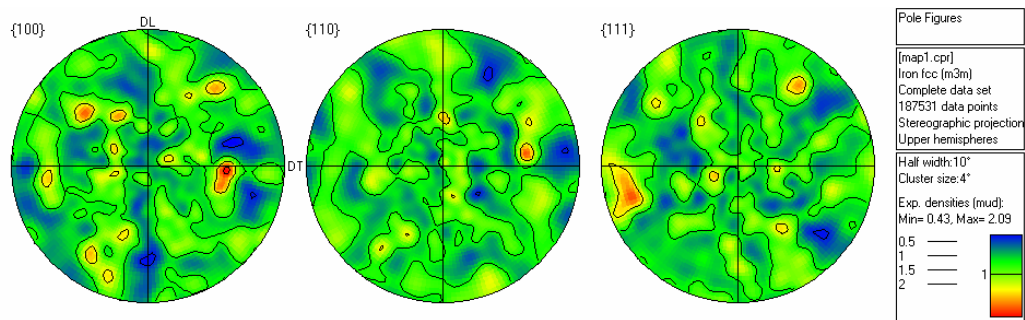 {100}
DL
DT
{110}
{111}
Pole Figures
[map1.cpr]
Iron fcc (m3m)
Complete data set
187531 data points
Stereographic projection
Upper hemispheres
Half width:10°
Cluster size:4°
Exp. densities (mud):
Min= 0.43, Max= 2.09
0.5
1
1.5
2
1